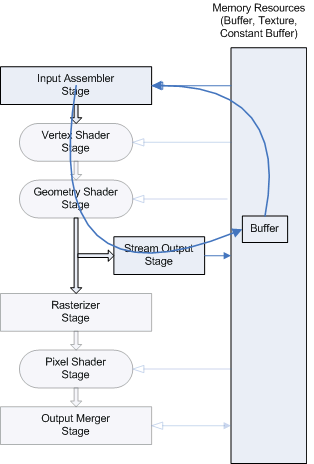 Memory Resources
(Buffer, Texture,
Constant Buffer)
Input Assembler
Stage
Vertex Shader
Stage
Geometry Shader
Stage
Buffer
Stream Output
Stage
Rasterizer
Stage
Pixel Shader
Stage
Output Merger
Stage